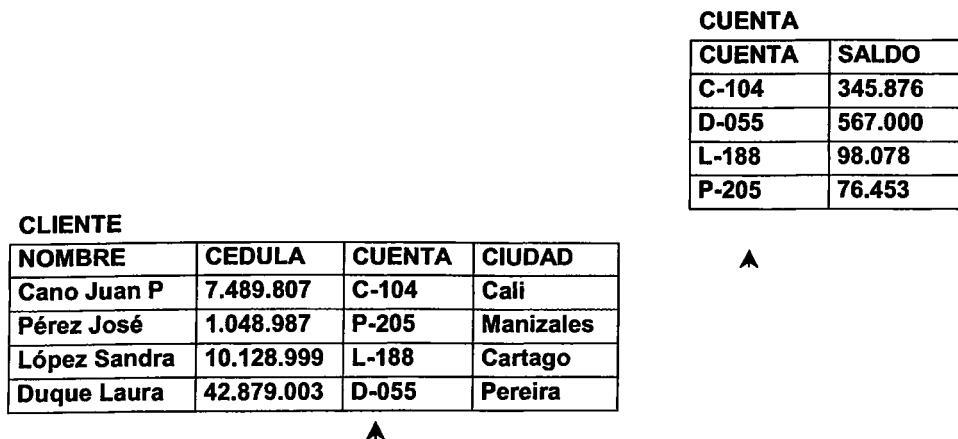 CUENTA
CUENTA SALDO
C-104 345.876
D-055 567.000
L-188 98.078
P-205 76.453
CLIENTE
NOMBRE CEDULA CUENTA CIUDAD
Cano Juan P 7.489.807 C-104 Cali
Pérez José 1.048.987 P-205 Manizales
López Sandra 10.128.999 L-188 Cartago
Duque Laura 42.879.003 D-055 Pereira